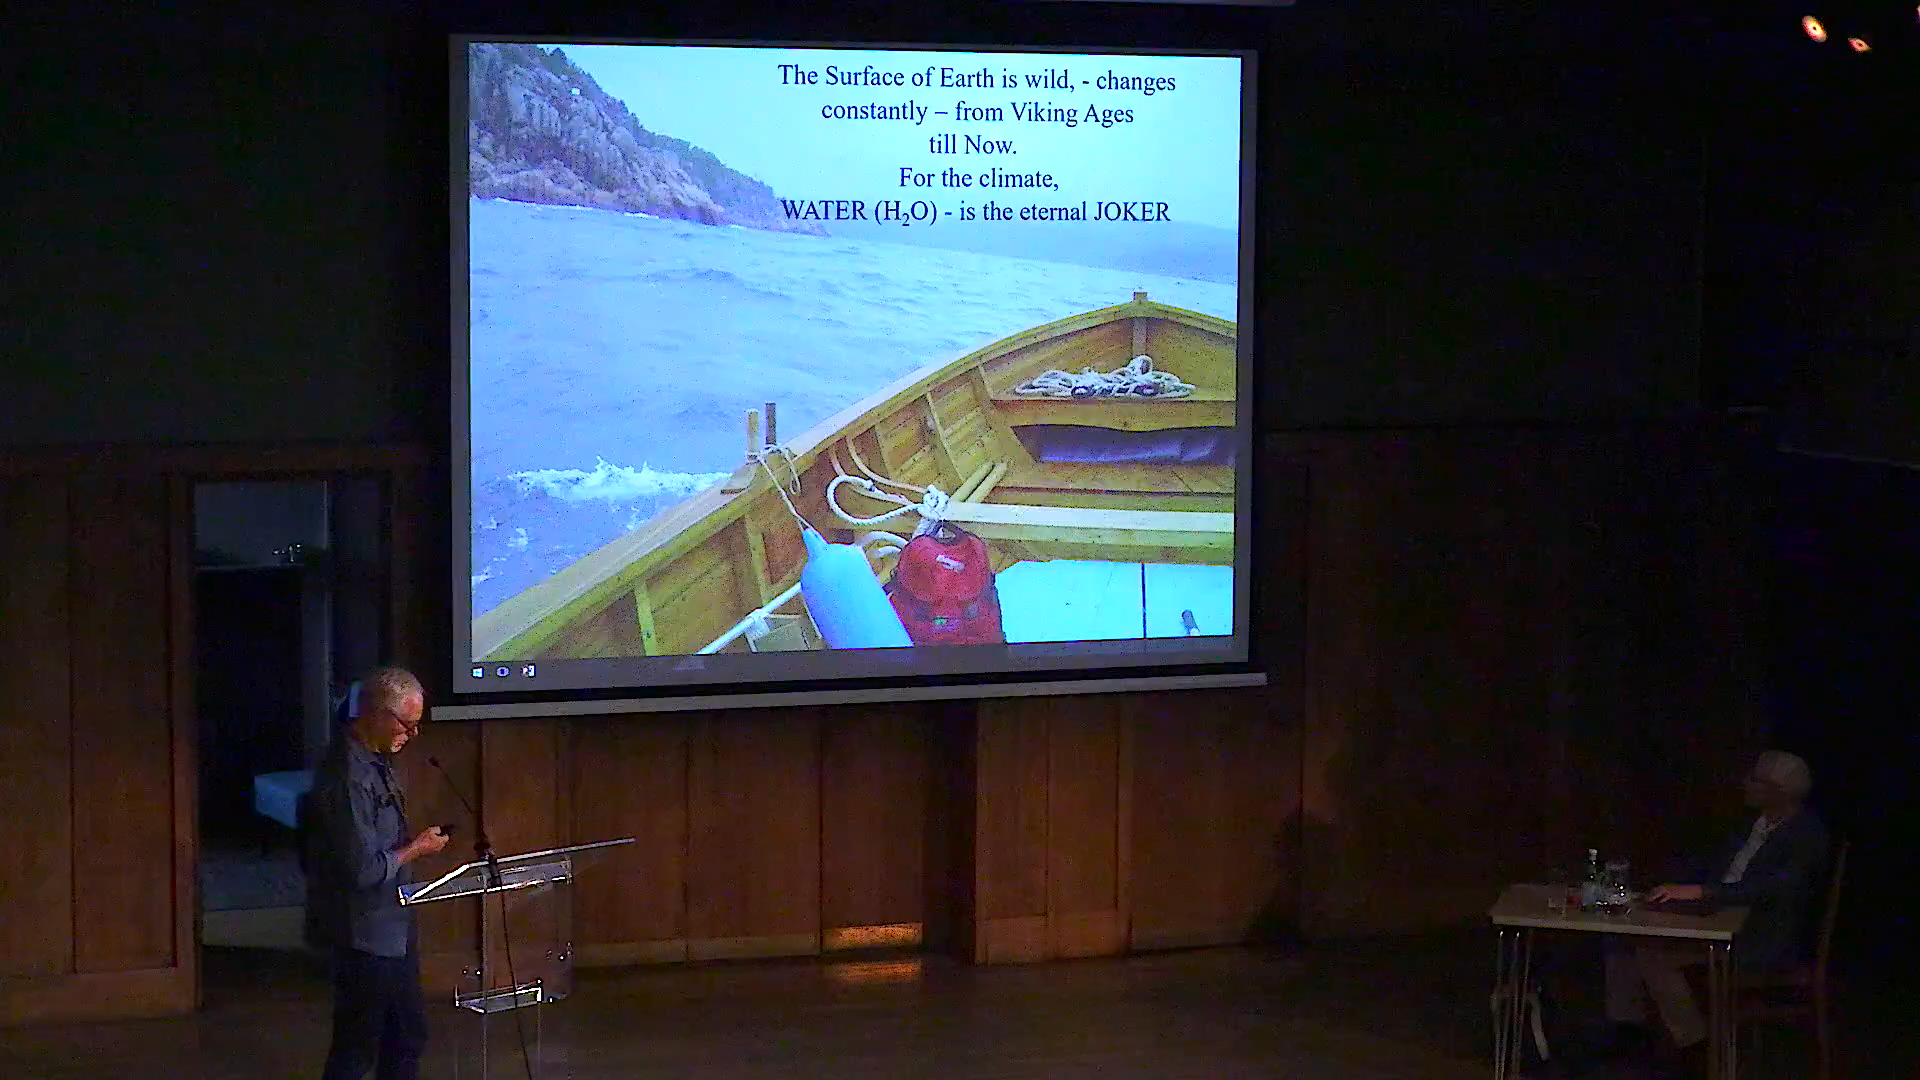 The Surface of Earth is wild, - changes
constantly – from Viking Ages
till Now.
For the climate,
WATER (H₂O) - is the eternal JOKER